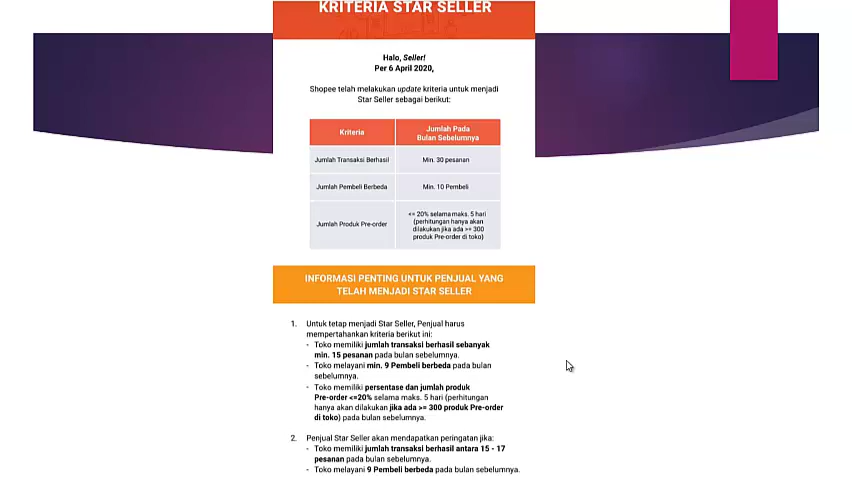 KRITERIA STAR SELLER
Halo, Seller!
Per 6 April 2020,
Shopee telah melakukan update kriteria untuk menjadi
Star Seller sebagai berikut:
Kriteria
Jumlah Pada
Bulan Sebelumnya
Jumlah Transaksi Berhasil
Min. 30 pesanan
Jumlah Pembeli Berbeda
Min. 10 Pembeli
Jumlah Produk Pre-order
<= 20% selama maks. 5 hari
(perhitungan hanya akan
dilakukan jika ada >= 300
produk Pre-order di toko)
INFORMASI PENTING UNTUK PENJUAL YANG
TELAH MENJADI STAR SELLER
1. Untuk tetap menjadi Star Seller, Penjual harus
mempertahankan kriteria berikut ini:
- Toko memiliki jumlah transaksi berhasil sebanyak
min. 15 pesanan pada bulan sebelumnya.
- Toko melayani min. 9 Pembeli berbeda pada bulan
sebelumnya.
- Toko memiliki persentase dan jumlah produk
Pre-order <=20% selama maks. 5 hari (perhitungan
hanya akan dilakukan jika ada >= 300 produk Pre-order
di toko) pada bulan sebelumnya.
2. Penjual Star Seller akan mendapatkan peringatan jika:
- Toko memiliki jumlah transaksi berhasil antara 15 - 17
pesanan pada bulan sebelumnya.
- Toko melayani 9 Pembeli berbeda pada bulan sebelumnya.